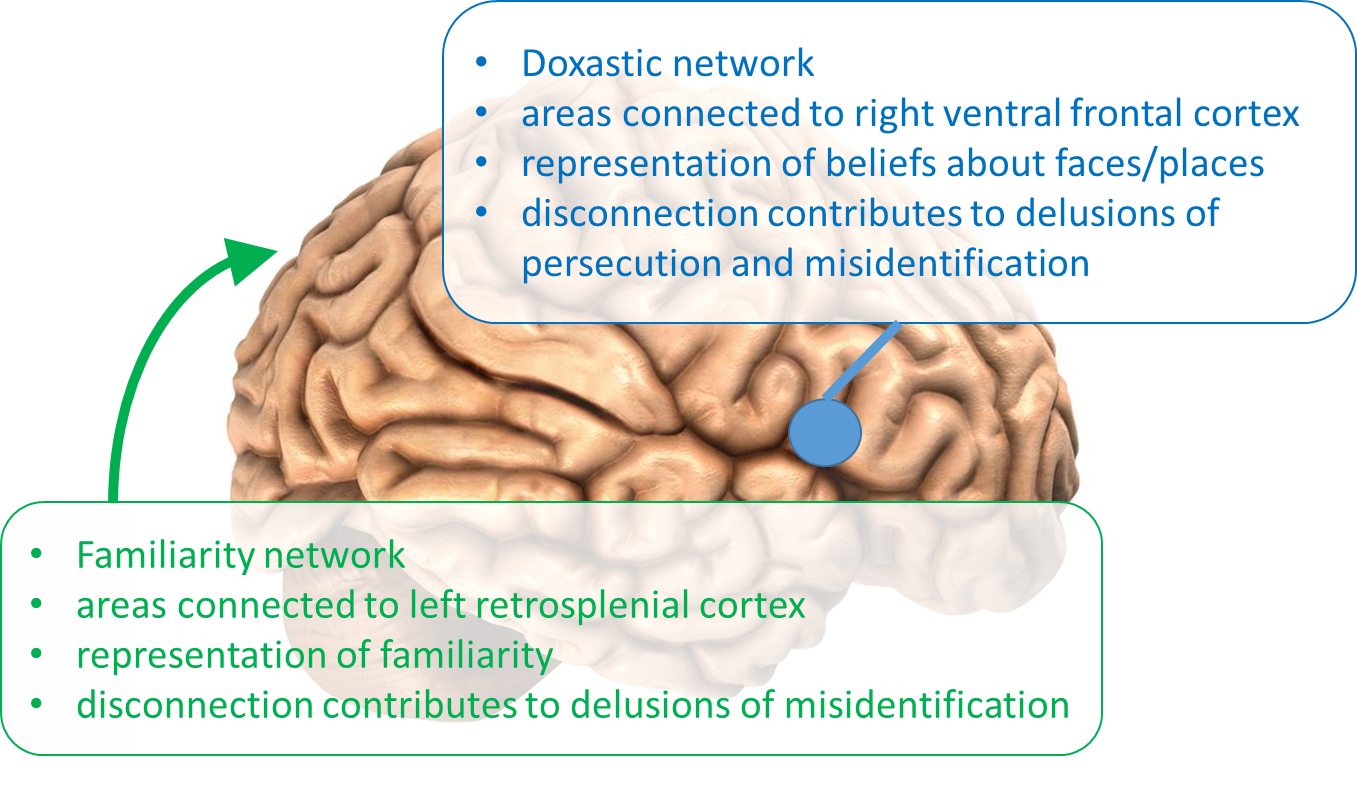 • Doxastic network
• areas connected to right ventral frontal cortex
• representation of beliefs about faces/places
• disconnection contributes to delusions of
persecution and misidentification
• Familiarity network
• areas connected to left retrosplenial cortex
• representation of familiarity
• disconnection contributes to delusions of misidentification